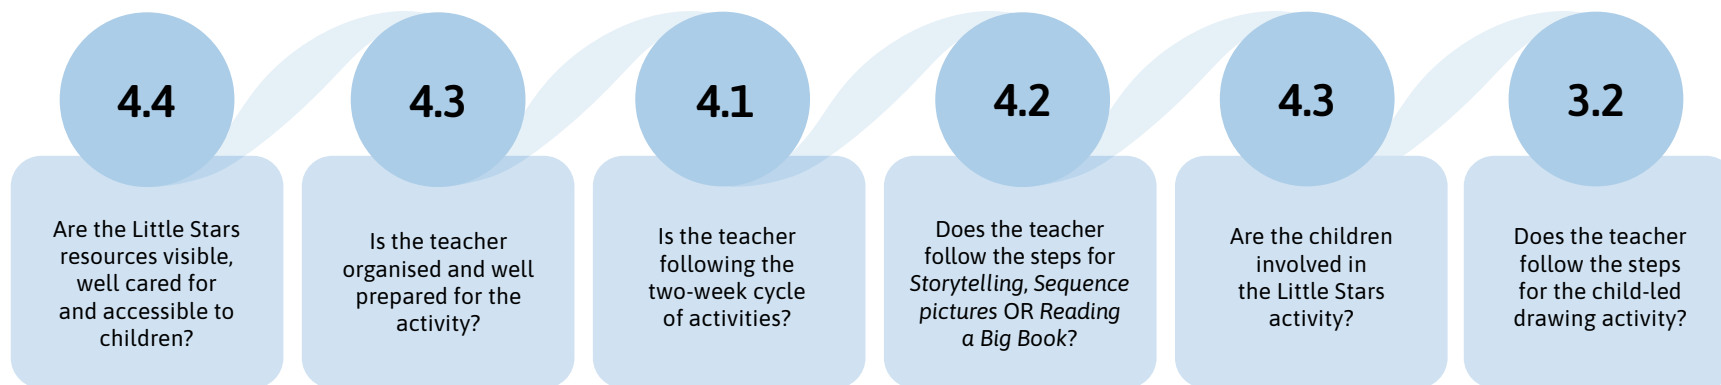 4.4
Are the Little Stars
resources visible,
well cared for
and accessible to
children?
4.3
Is the teacher
organised and well
prepared for the
activity?
4.1
Is the teacher
following the
two-week cycle
of activities?
4.2
Does the teacher
follow the steps for
Storytelling, Sequence
pictures OR Reading
a Big Book?
4.3
Are the children
involved in
the Little Stars
activity?
3.2
Does the teacher
follow the steps
for the child-led
drawing activity?